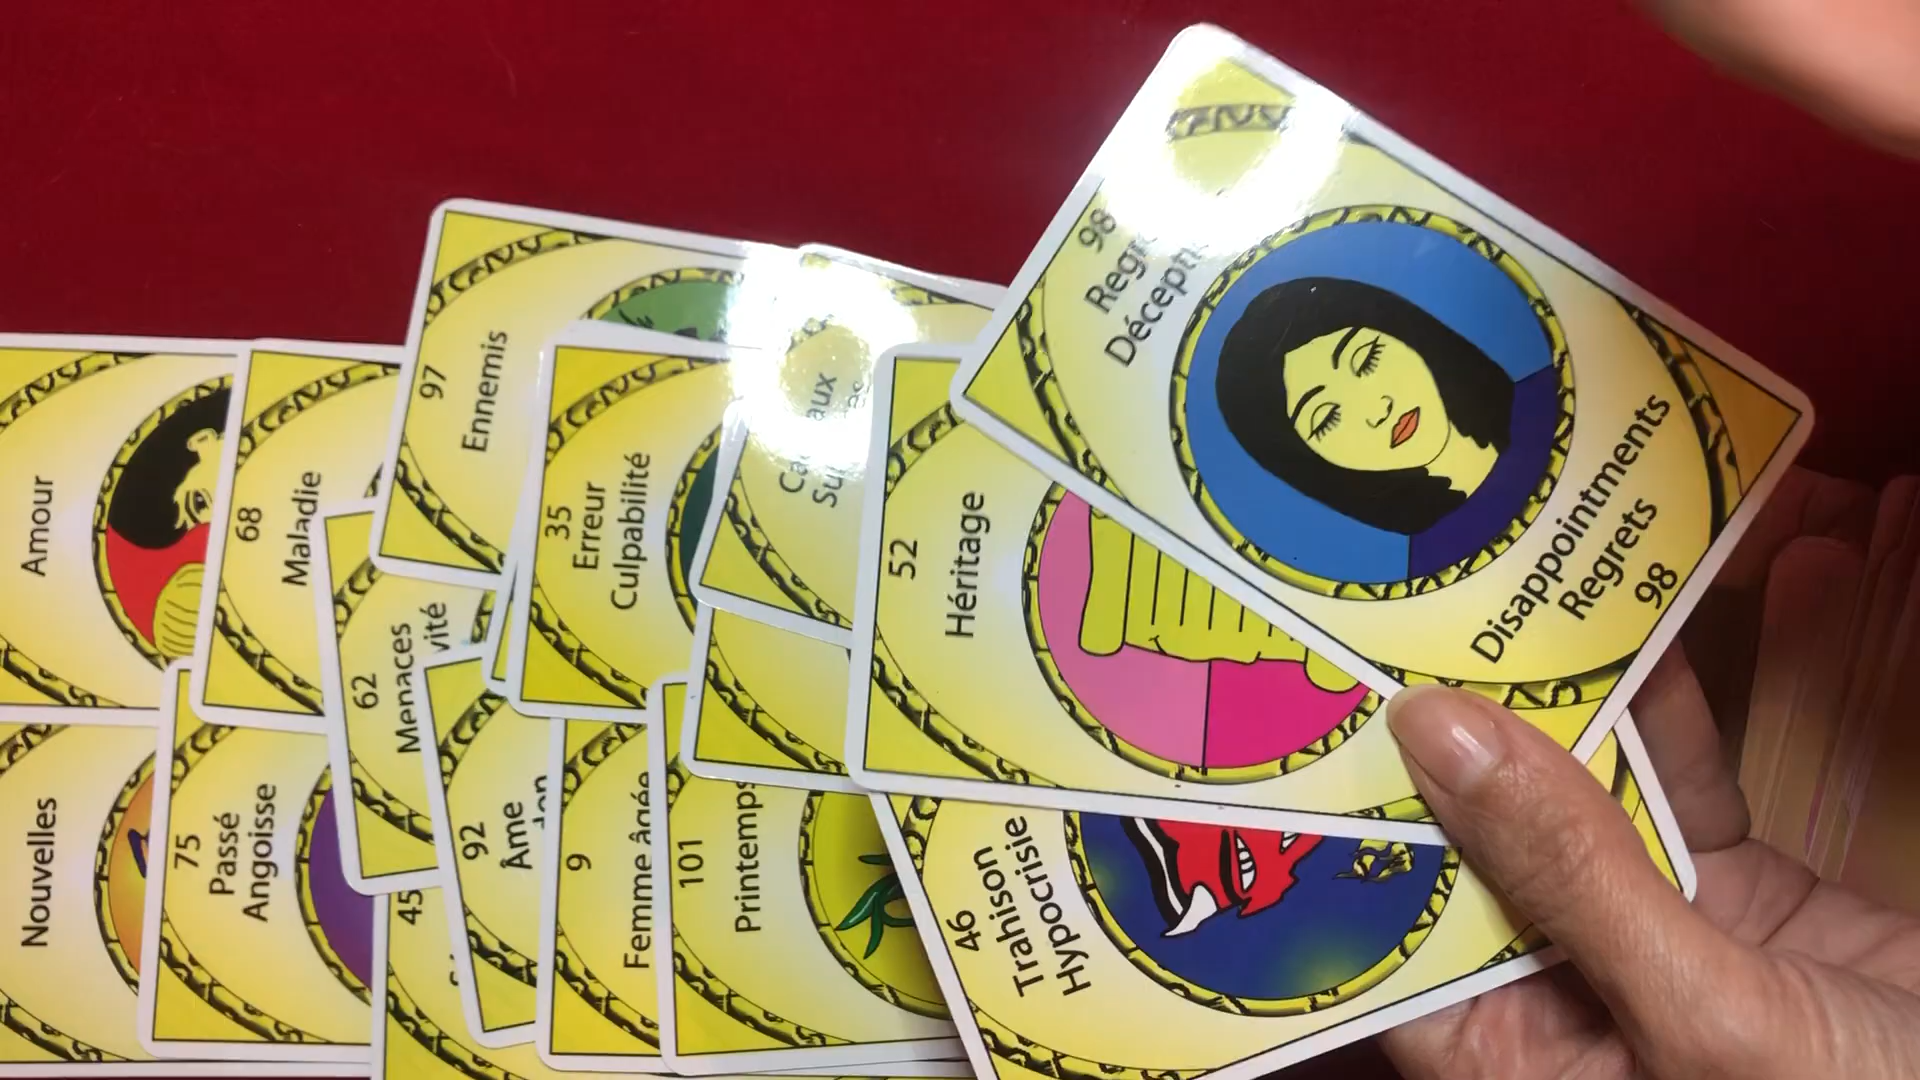 Amour
68
Maladie
97
Ennemis
35
Erreur
Culpabilité
52
Héritage
98
Disappointments
Regrets
98
Nouvelles
75
Passé
Angoisse
62
Menaces
45
92
Âme
9
Femme âgée
101
Printemps
46
Trahison
Hypocrisie